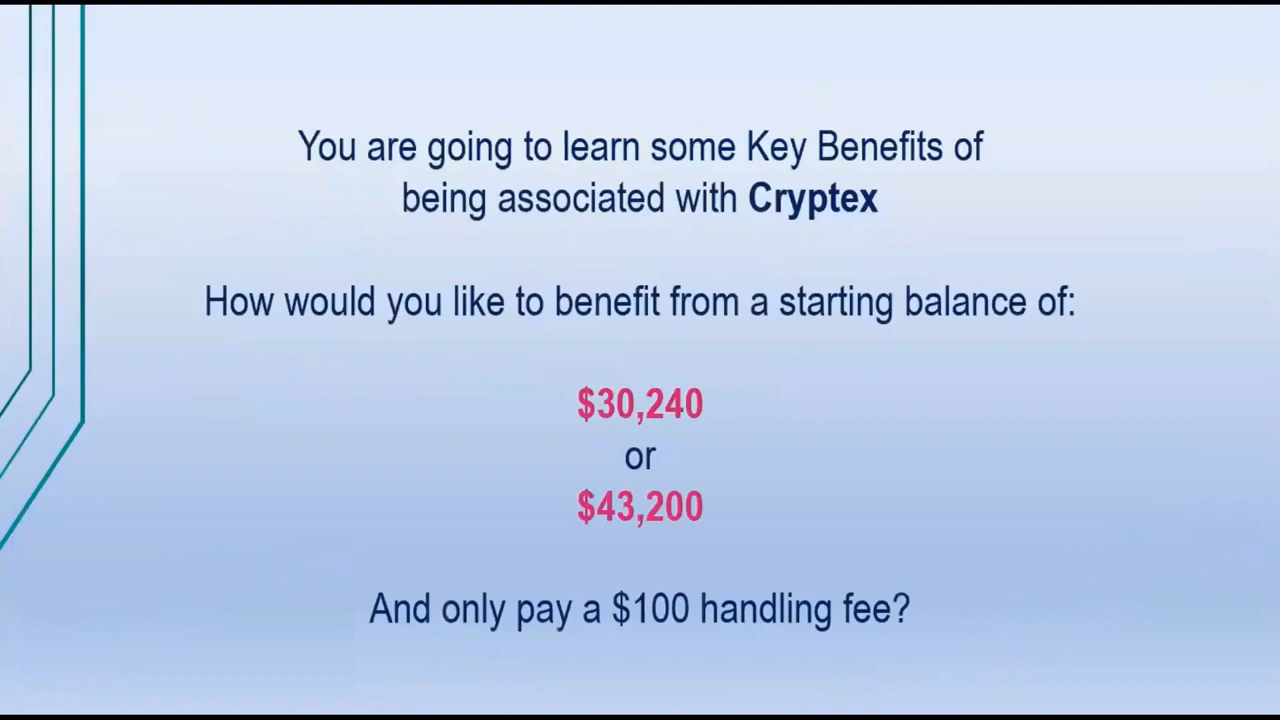 You are going to learn some Key Benefits of
being associated with Cryptex
How would you like to benefit from a starting balance of:
$30,240
or
$43,200
And only pay a $100 handling fee?